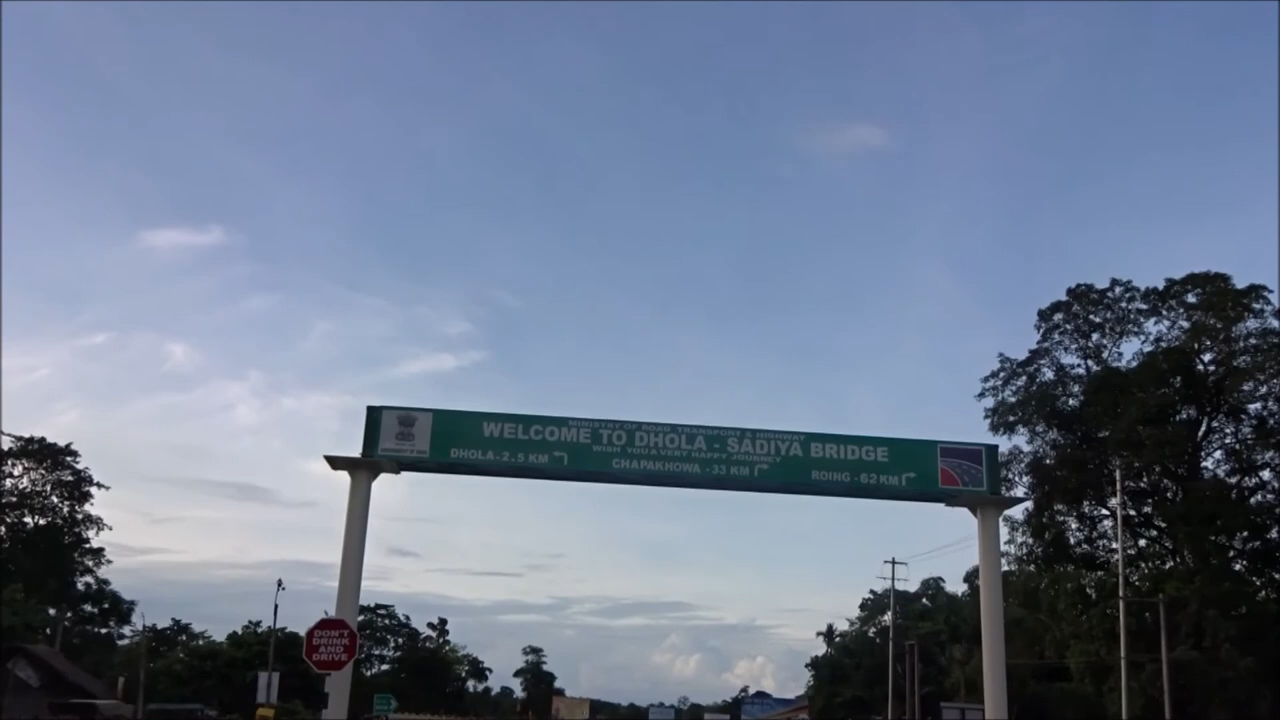 MINISTRY OF ROAD TRANSPORT & HIGHWAY
WELCOME TO DHOLA - SADIYA BRIDGE
WISH YOU A VERY HAPPY JOURNEY
DHOLA - 2.5 KM
CHAPAKHOWA - 33 KM
ROING - 62 KM
DON'T
DRINK
AND
DRIVE